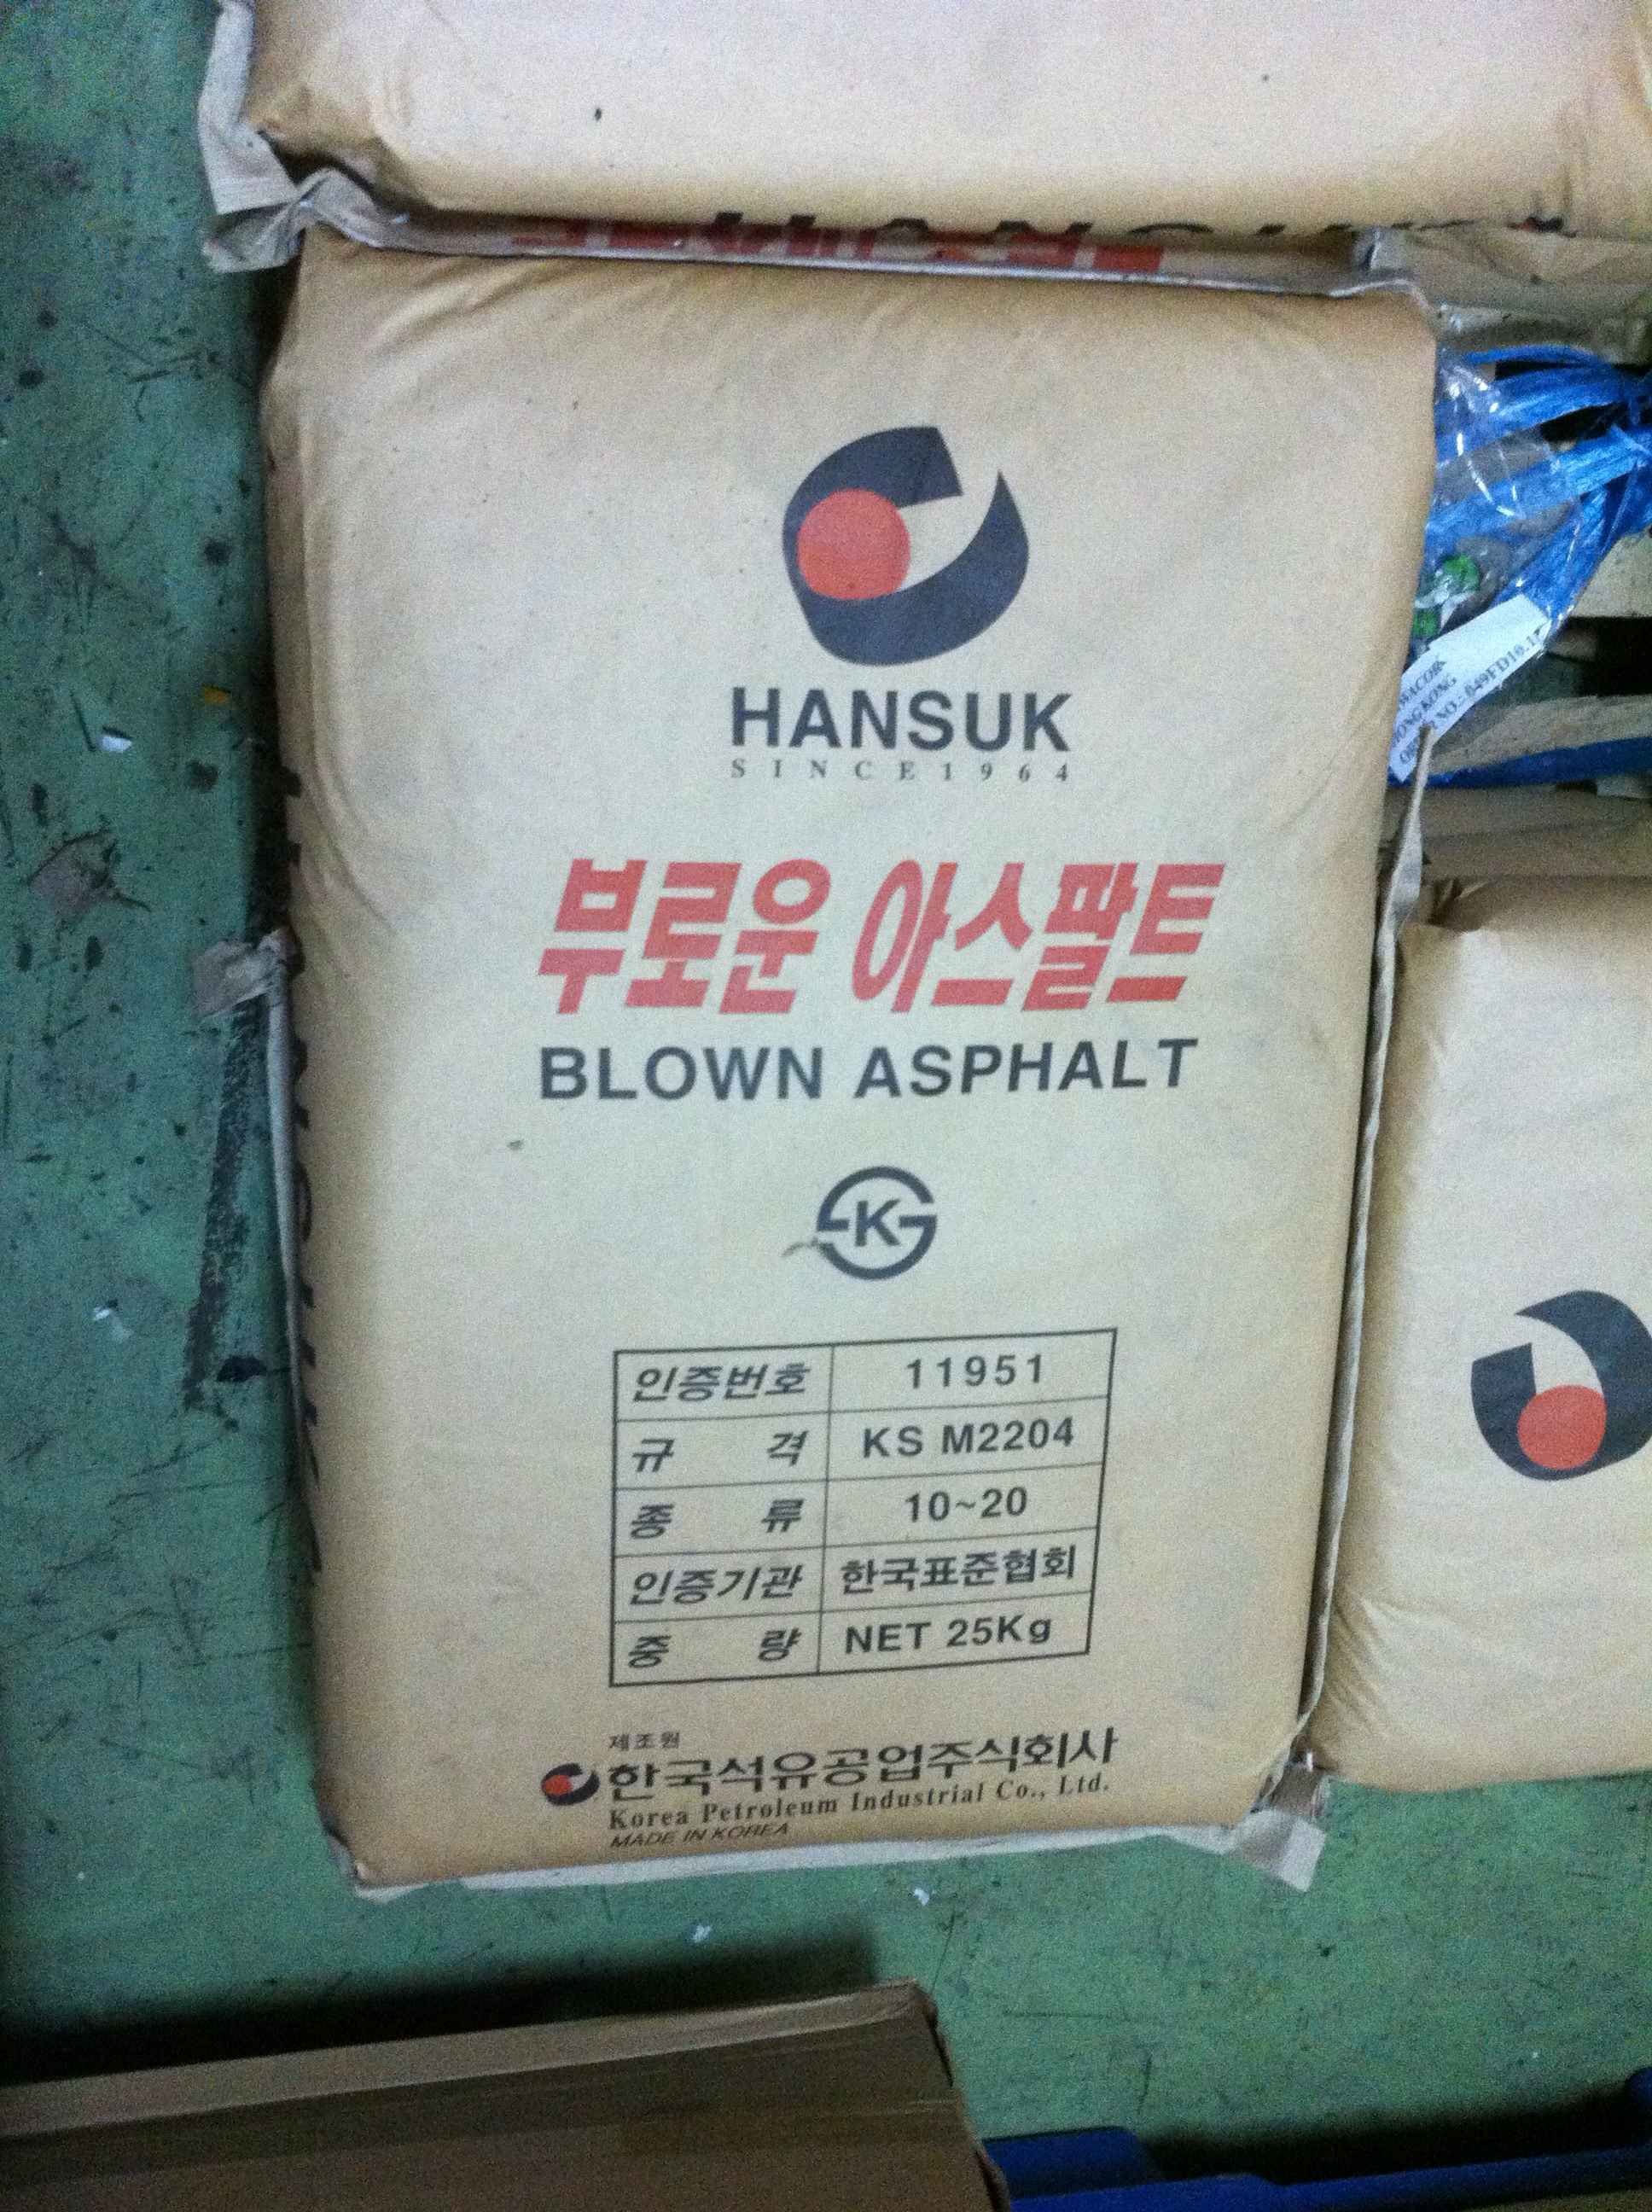 HANSUK
SINCE 1964
부로운 아스팔트
BLOWN ASPHALT
K
인증번호 11951
규 격 KS M2204
종 류 10~20
인증기관 한국표준협회
중 량 NET 25Kg
제조원
한국석유공업주식회사
Korea Petroleum Industrial Co., Ltd.
MADE IN KOREA